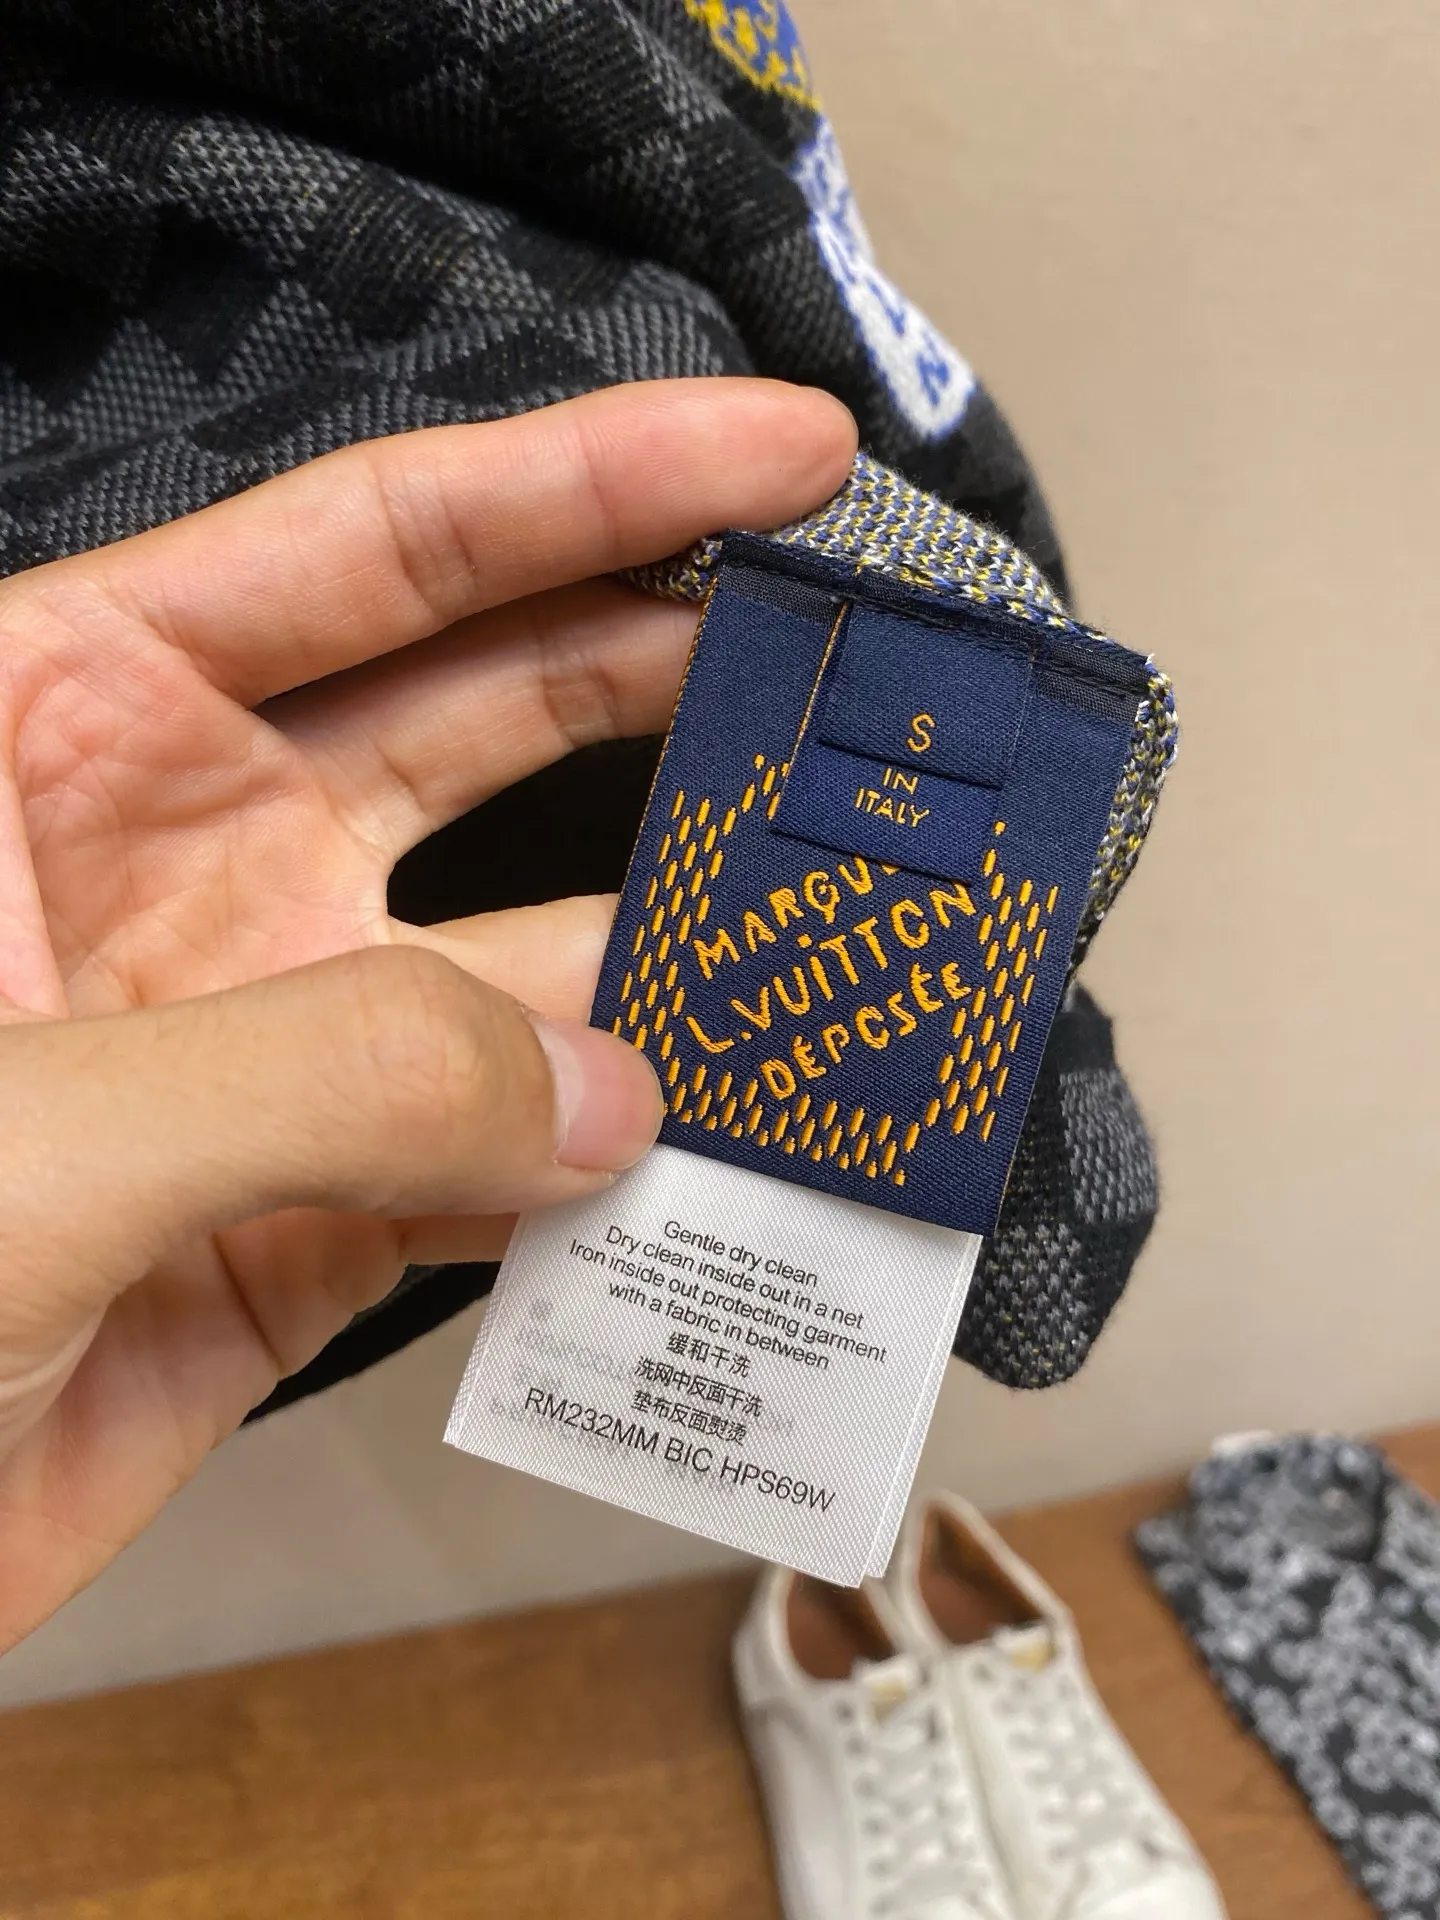 S
IN
ITALY
MARQU
L.VUITTON
DÉPOSÉE
Gentle dry clean
Dry clean inside out in a net
Iron inside out protecting garment
with a fabric in between
缓和干洗
洗网中反面干洗
垫布反面熨烫
RM232MM BIC HPS69W